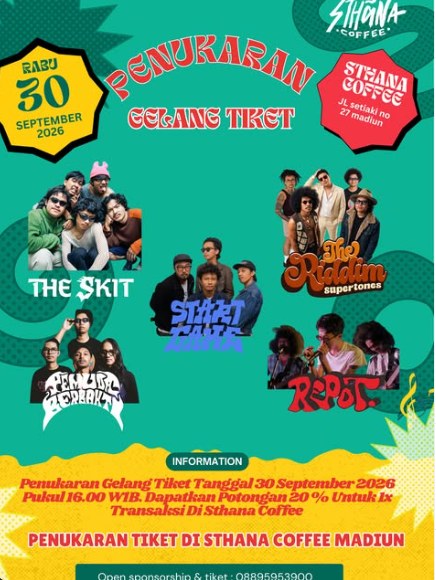 STHANA
COFFEE
PENUKARAN
GELANG TIKET
RABU
30
SEPTEMBER
2026
STHANA
COFFEE
JL setiaki no
27 madiun
THE SKIT
START
The
Riddim
supertones
PEMUDA
BERBAKTI
REPOT.
INFORMATION
Penukaran Gelang Tiket Tanggal 30 September 2026
Pukul 16.00 WIB. Dapatkan Potongan 20 % Untuk 1x
Transaksi Di Sthana Coffee
PENUKARAN TIKET DI STHANA COFFEE MADIUN
Open sponsorship & tiket : 08895953900